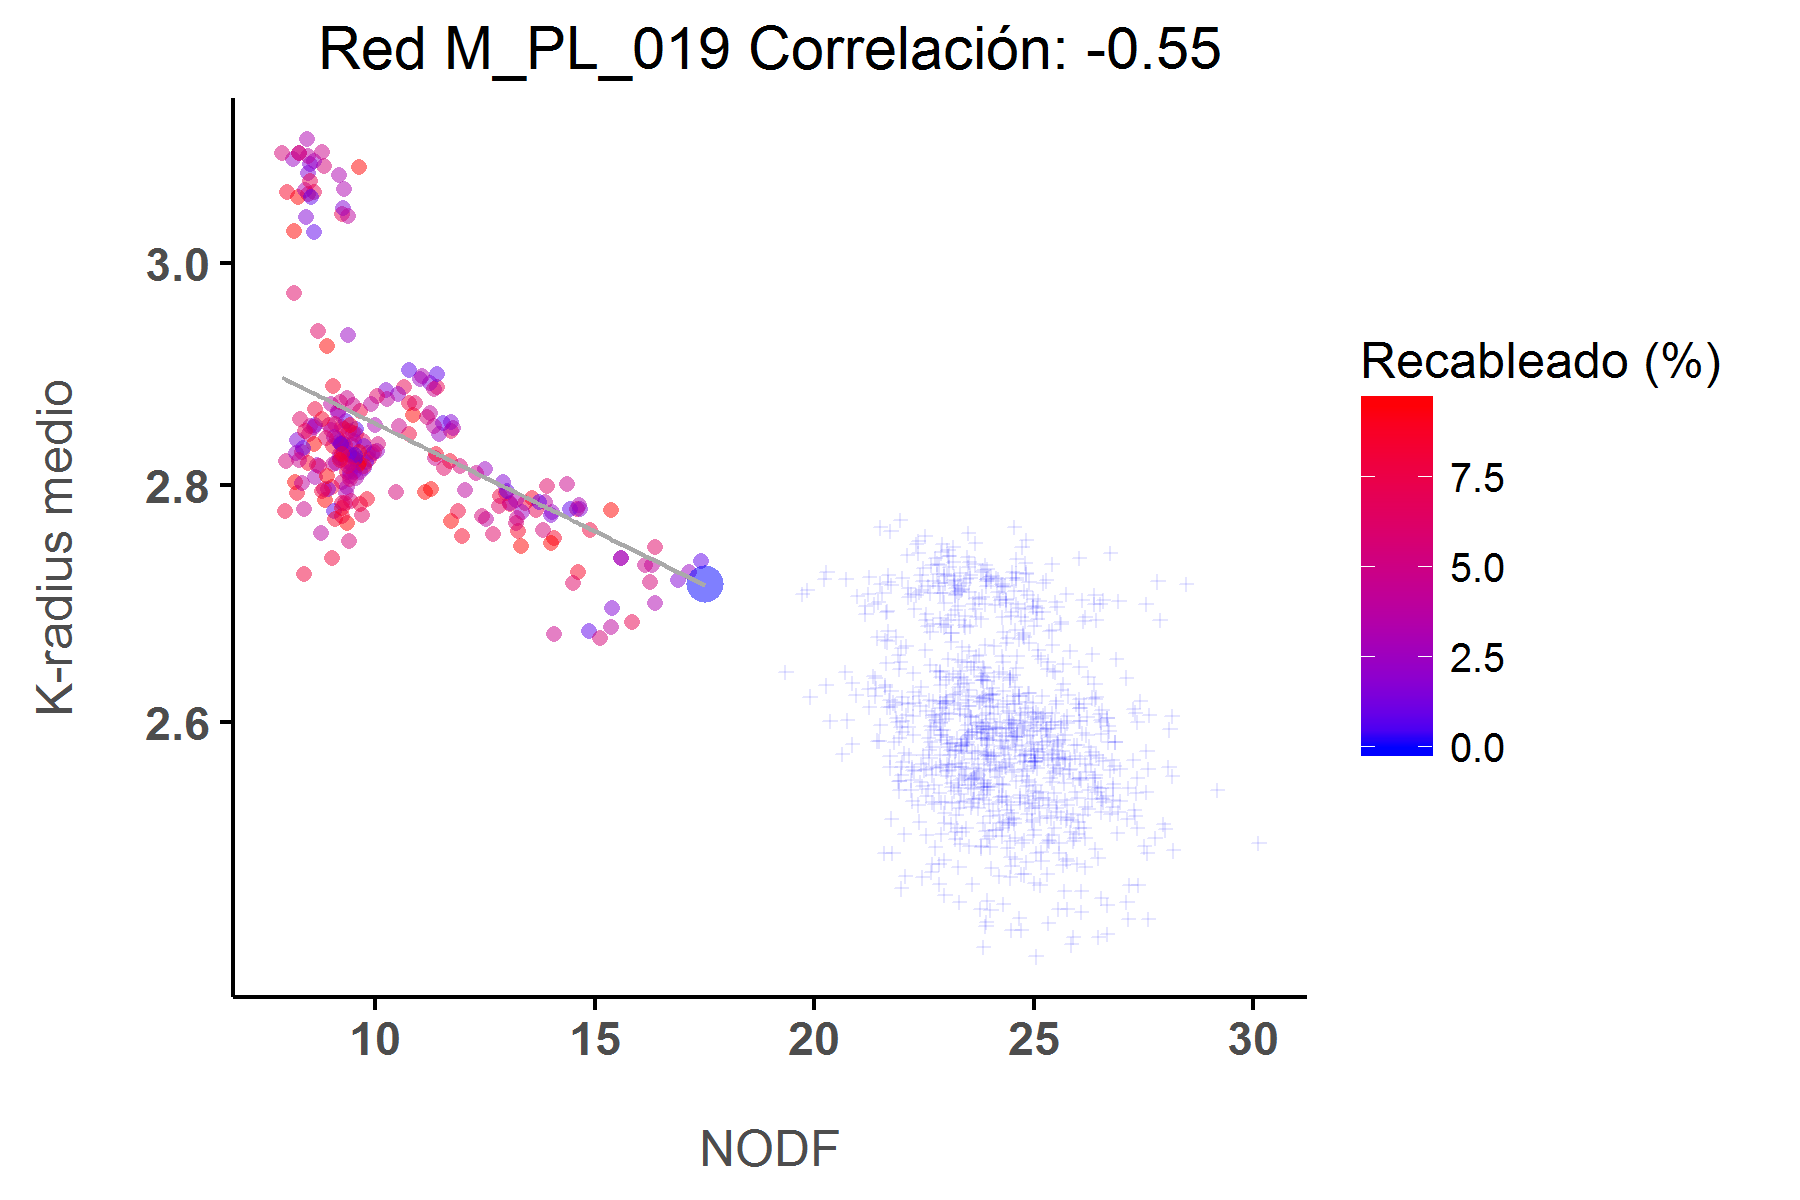 Red M_PL_019 Correlación: -0.55
K-radius medio
3.0
2.8
2.6
10 15 20 25 30
NODF
Recableado (%)
7.5
5.0
2.5
0.0